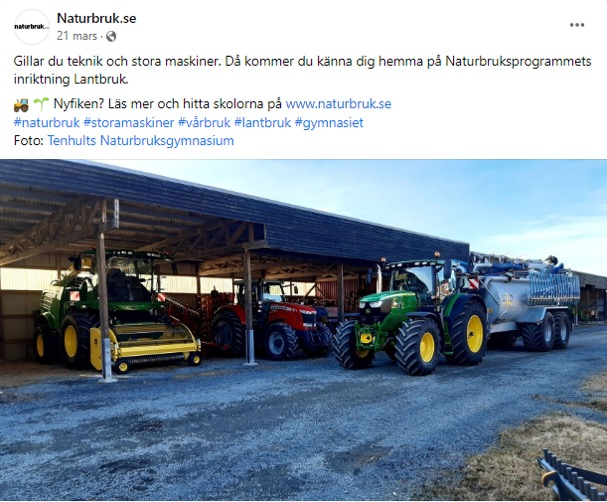 naturbruk.se
Naturbruk.se
21 mars ·
Gillar du teknik och stora maskiner. Då kommer du känna dig hemma på Naturbruksprogrammets
inriktning Lantbruk.
🚜 🌱 Nyfiken? Läs mer och hitta skolorna på www.naturbruk.se
#naturbruk #storamaskiner #vårbruk #lantbruk #gymnasiet
Foto: Tenhults Naturbruksgymnasium